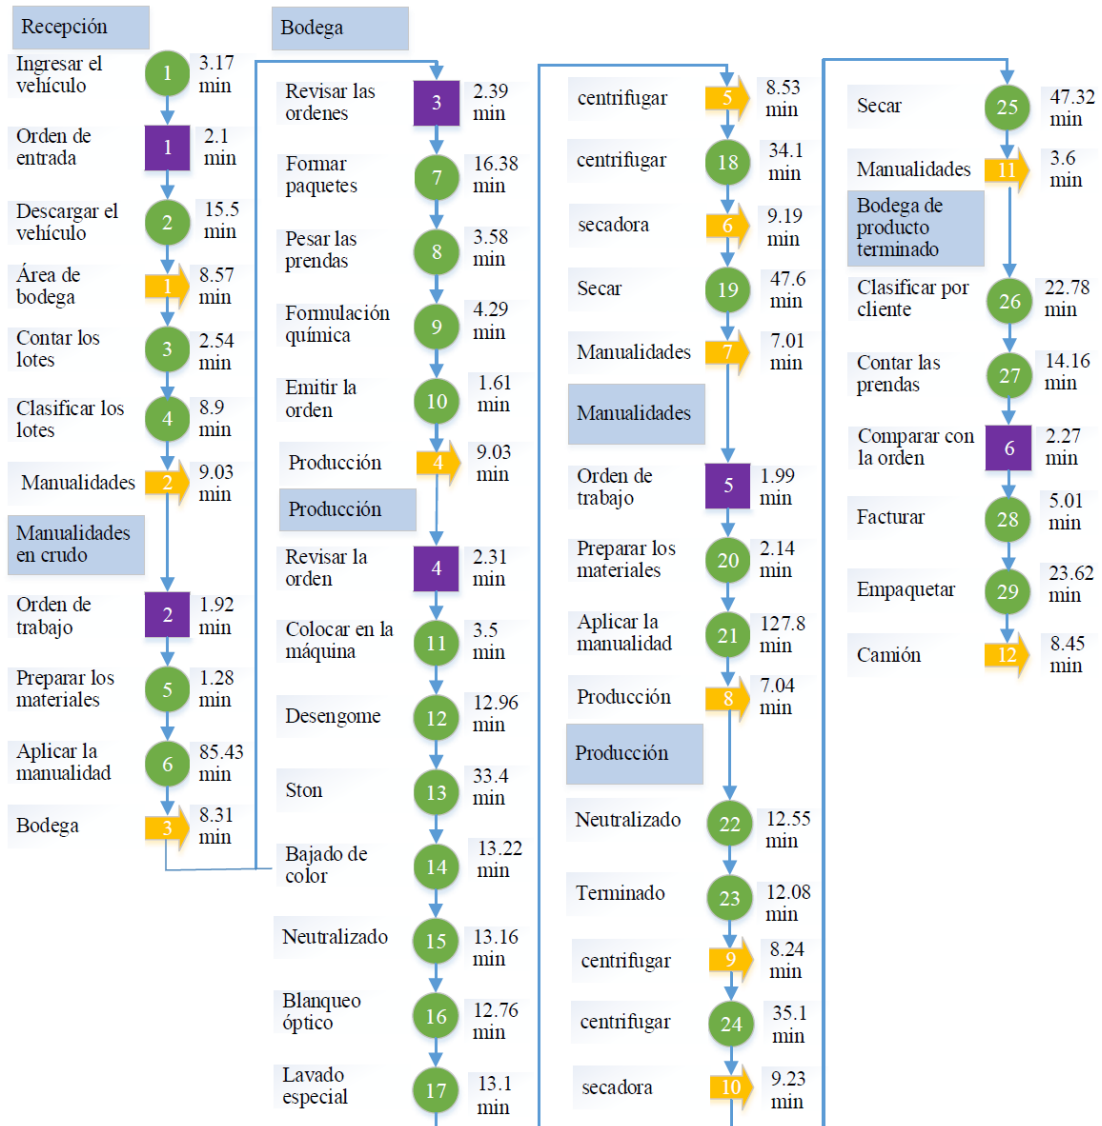 Recepción
Ingresar el
vehículo
1
3.17
min
Orden de
entrada
1
2.1
min
Descargar el
vehículo
2
15.5
min
Área de
bodega
1
8.57
min
Contar los
lotes
3
2.54
min
Clasificar los
lotes
4
8.9
min
Manualidades
2
9.03
min
Manualidades
en crudo
Orden de
trabajo
2
1.92
min
Preparar los
materiales
5
1.28
min
Aplicar la
manualidad
6
85.43
min
Bodega
3
8.31
min
Bodega
Revisar las
ordenes
3
2.39
min
Formar
paquetes
7
16.38
min
Pesar las
prendas
8
3.58
min
Formulación
química
9
4.29
min
Emitir la
orden
10
1.61
min
Producción
4
9.03
min
Producción
Revisar la
orden
4
2.31
min
Colocar en la
máquina
11
3.5
min
Desengome
12
12.96
min
Ston
13
33.4
min
Bajado de
color
14
13.22
min
Neutralizado
15
13.16
min
Blanqueo
óptico
16
12.76
min
Lavado
especial
17
13.1
min
centrifugar
5
8.53
min
centrifugar
18
34.1
min
secadora
6
9.19
min
Secar
19
47.6
min
Manualidades
7
7.01
min
Manualidades
Orden de
trabajo
5
1.99
min
Preparar los
materiales
20
2.14
min
Aplicar la
manualidad
21
127.8
min
Producción
8
7.04
min
Producción
Neutralizado
22
12.55
min
Terminado
23
12.08
min
centrifugar
9
8.24
min
centrifugar
24
35.1
min
secadora
10
9.23
min
Secar
25
47.32
min
Manualidades
11
3.6
min
Bodega de
producto
terminado
Clasificar por
cliente
26
22.78
min
Contar las
prendas
27
14.16
min
Comparar con
la orden
6
2.27
min
Facturar
28
5.01
min
Empaquetar
29
23.62
min
Camión
12
8.45
min